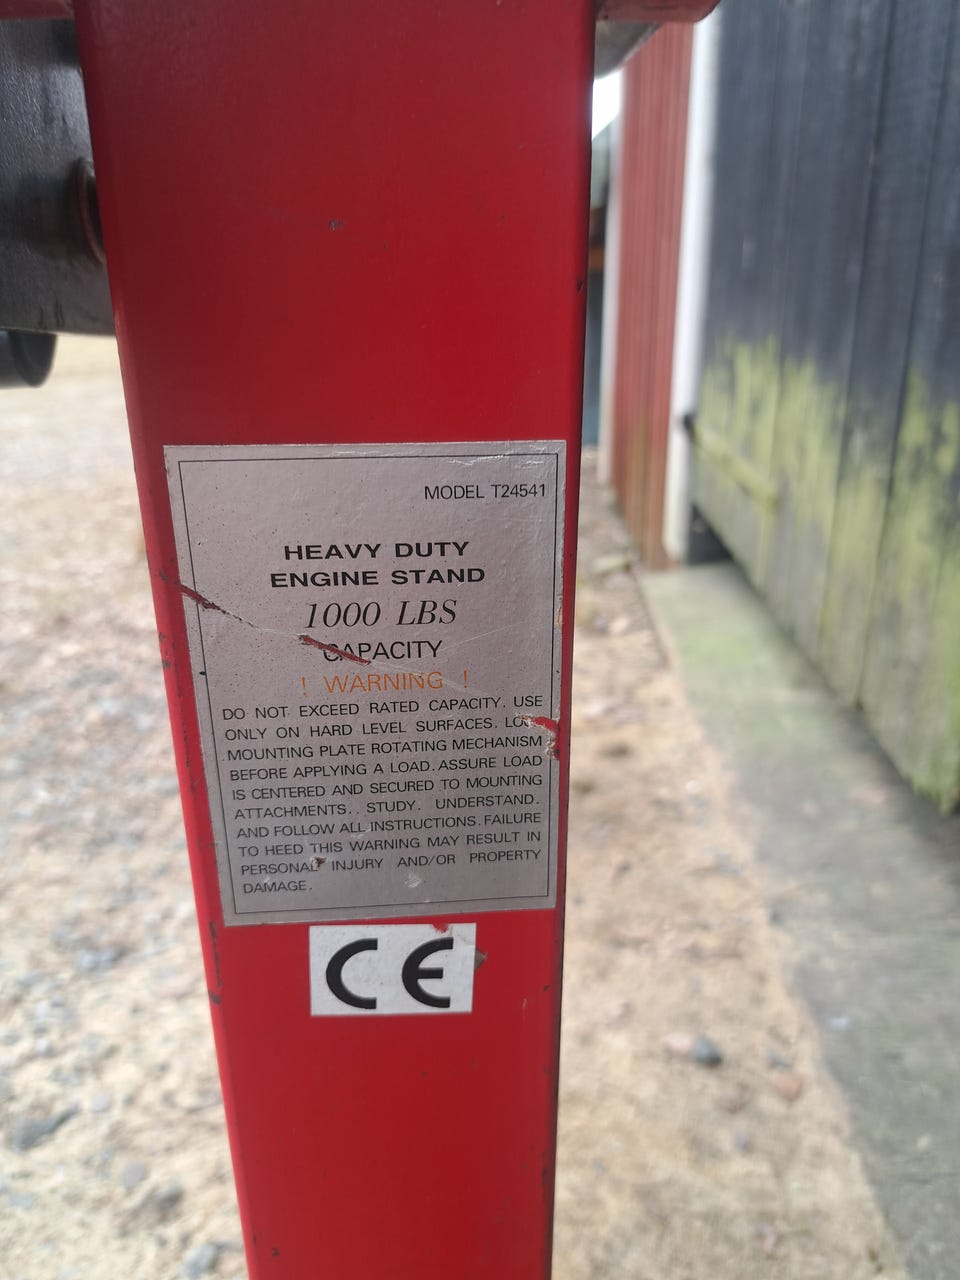 MODEL T24541
HEAVY DUTY
ENGINE STAND
1000 LBS
CAPACITY
! WARNING !
DO NOT EXCEED RATED CAPACITY. USE
ONLY ON HARD LEVEL SURFACES.
MOUNTING PLATE ROTATING MECHANISM
BEFORE APPLYING A LOAD. ASSURE LOAD
IS CENTERED AND SECURED TO MOUNTING
ATTACHMENTS.. STUDY. UNDERSTAND.
AND FOLLOW ALL INSTRUCTIONS. FAILURE
TO HEED THIS WARNING MAY RESULT IN
PERSONAL INJURY AND/OR PROPERTY
DAMAGE.
CE